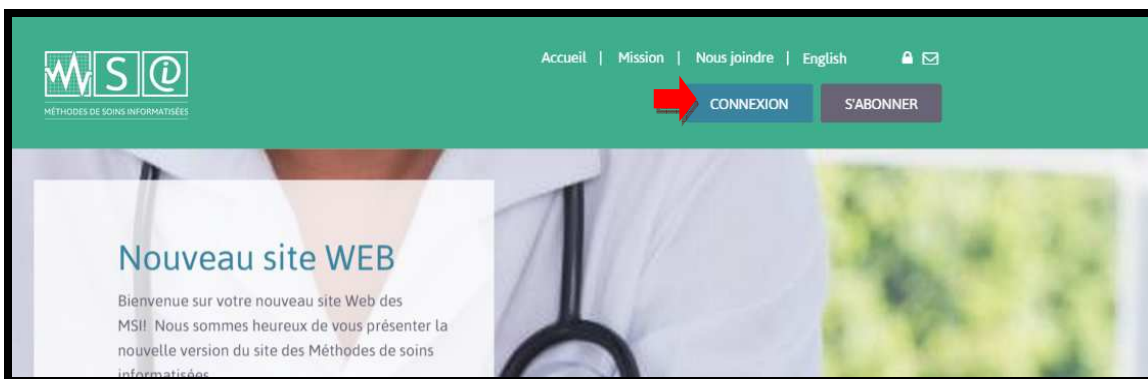 MSi
MÉTHODES DE SOINS INFORMATISÉES
Accueil | Mission | Nous joindre | English
CONNEXION
S'ABONNER
Nouveau site WEB
Bienvenue sur votre nouveau site Web des
MSI! Nous sommes heureux de vous présenter la
nouvelle version du site des Méthodes de soins
informatisées